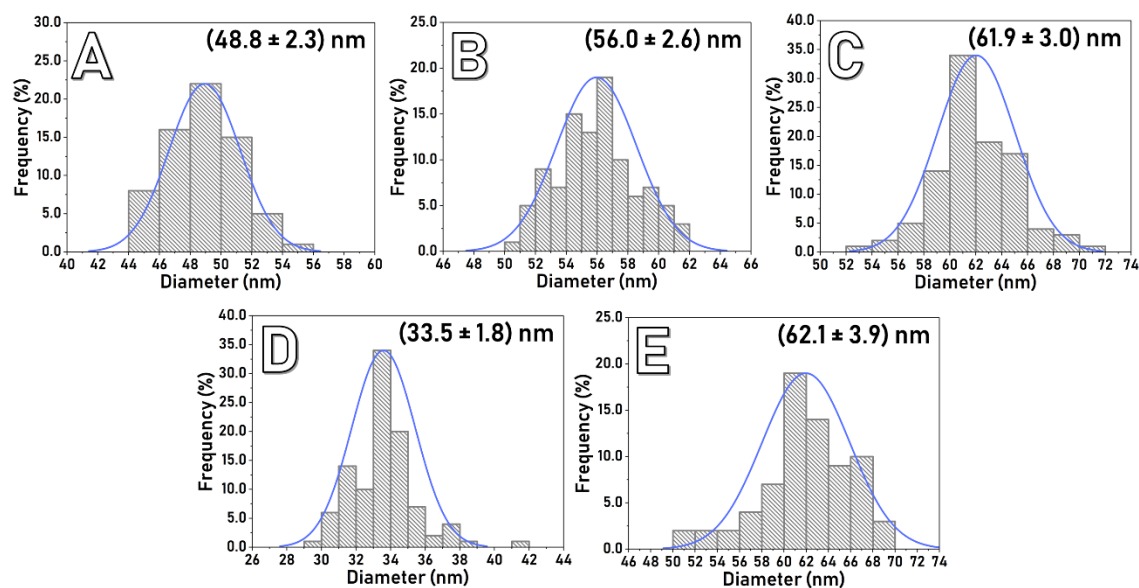 A
(48.8 ± 2.3) nm
Frequency (%)
30.0
25.0
20.0
15.0
10.0
5.0
0.0
40 42 44 46 48 50 52 54 56 58 60
Diameter (nm)
B
(56.0 ± 2.6) nm
Frequency (%)
25.0
20.0
15.0
10.0
5.0
0.0
46 48 50 52 54 56 58 60 62 64 66
Diameter (nm)
C
(61.9 ± 3.0) nm
Frequency (%)
40.0
35.0
30.0
25.0
20.0
15.0
10.0
5.0
0.0
50 52 54 56 58 60 62 64 66 68 70 72 74
Diameter (nm)
D
(33.5 ± 1.8) nm
Frequency (%)
40.0
35.0
30.0
25.0
20.0
15.0
10.0
5.0
0.0
26 28 30 32 34 36 38 40 42 44
Diameter (nm)
E
(62.1 ± 3.9) nm
Frequency (%)
25.0
20.0
15.0
10.0
5.0
0.0
46 48 50 52 54 56 58 60 62 64 66 68 70 72 74
Diameter (nm)